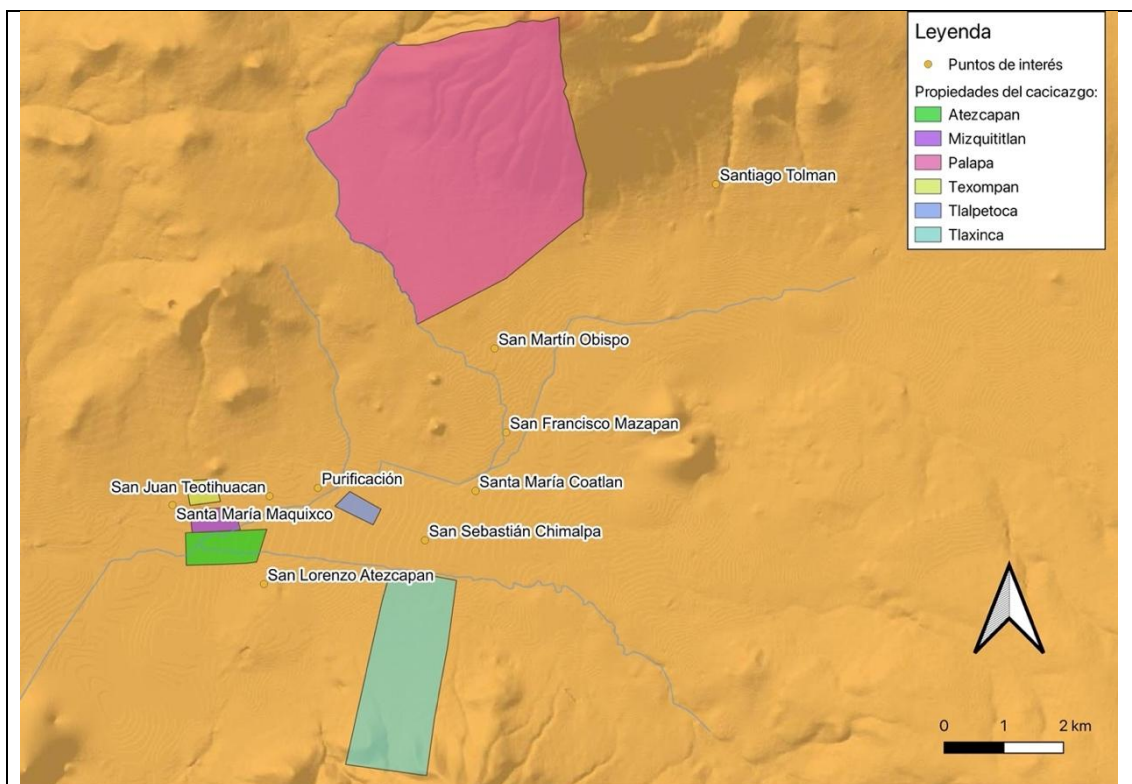 Leyenda
Puntos de interés
Propiedades del cacicazgo:
Atezcapan
Mizquititlan
Palapa
Texompan
Tlalpetoca
Tlaxinca
Santiago Tolman
San Martín Obispo
San Francisco Mazapan
Purificación
San Juan Teotihuacan
Santa María Coatlan
Santa María Maquixco
San Sebastián Chimalpa
San Lorenzo Atezcapan
0 1 2 km